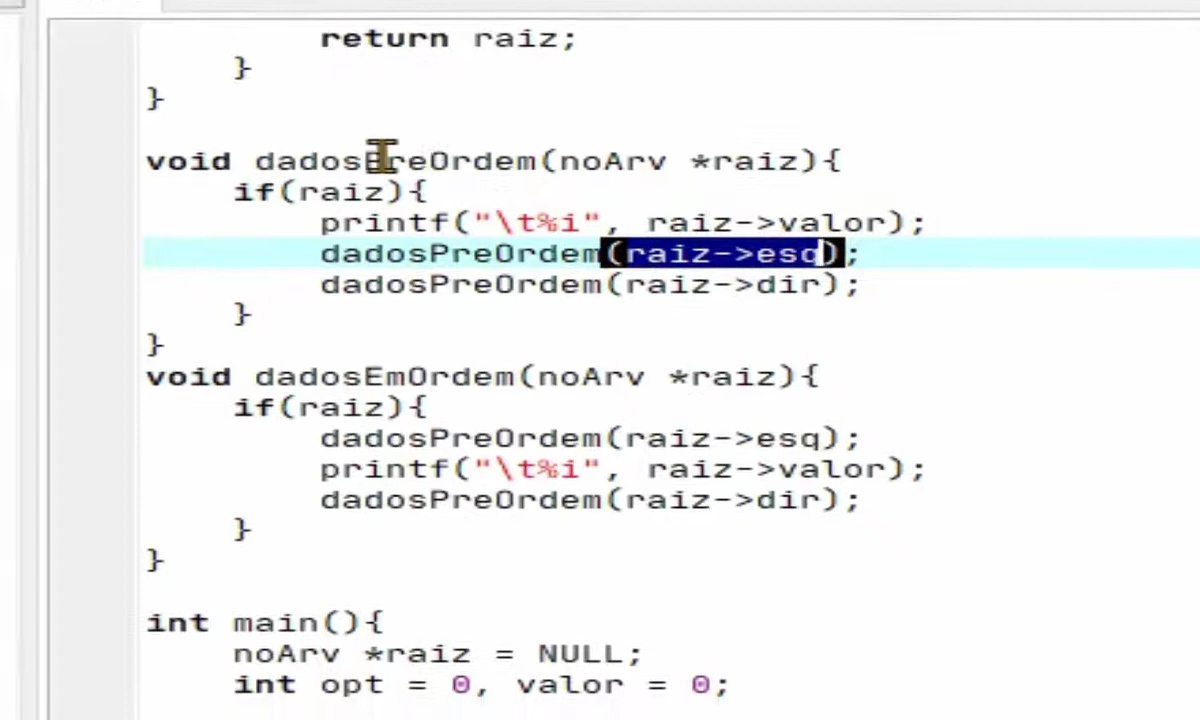 return raiz;
}
}
void dadosPreOrdem(noArv *raiz){
if(raiz){
printf("\t%i", raiz->valor);
dadosPreOrdem(raiz->esq);
dadosPreOrdem(raiz->dir);
}
}
void dadosEmOrdem(noArv *raiz){
if(raiz){
dadosPreOrdem(raiz->esq);
printf("\t%i", raiz->valor);
dadosPreOrdem(raiz->dir);
}
}
int main(){
noArv *raiz = NULL;
int opt = 0, valor = 0;